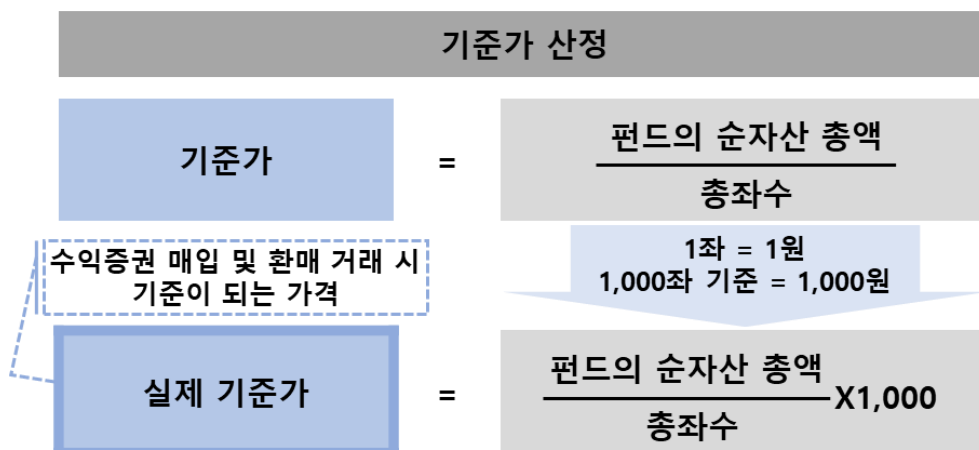 기준가 산정
기준가
=
펀드의 순자산 총액
총좌수
수익증권 매입 및 환매 거래 시
기준이 되는 가격
1좌 = 1원
1,000좌 기준 = 1,000원
실제 기준가
=
펀드의 순자산 총액
총좌수
X1,000